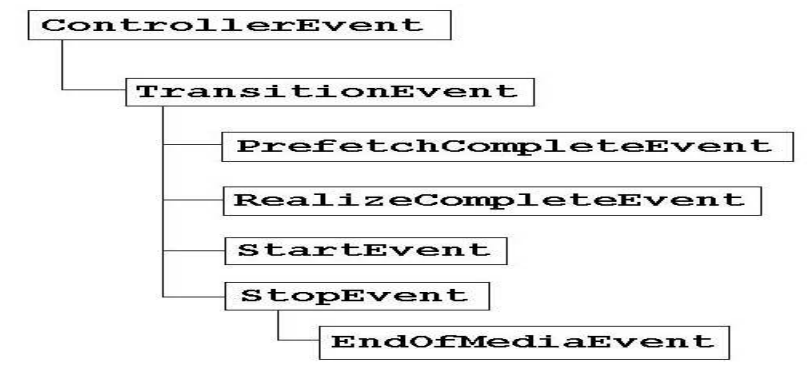 ControllerEvent
TransitionEvent
PrefetchCompleteEvent
RealizeCompleteEvent
StartEvent
StopEvent
EndOfMediaEvent